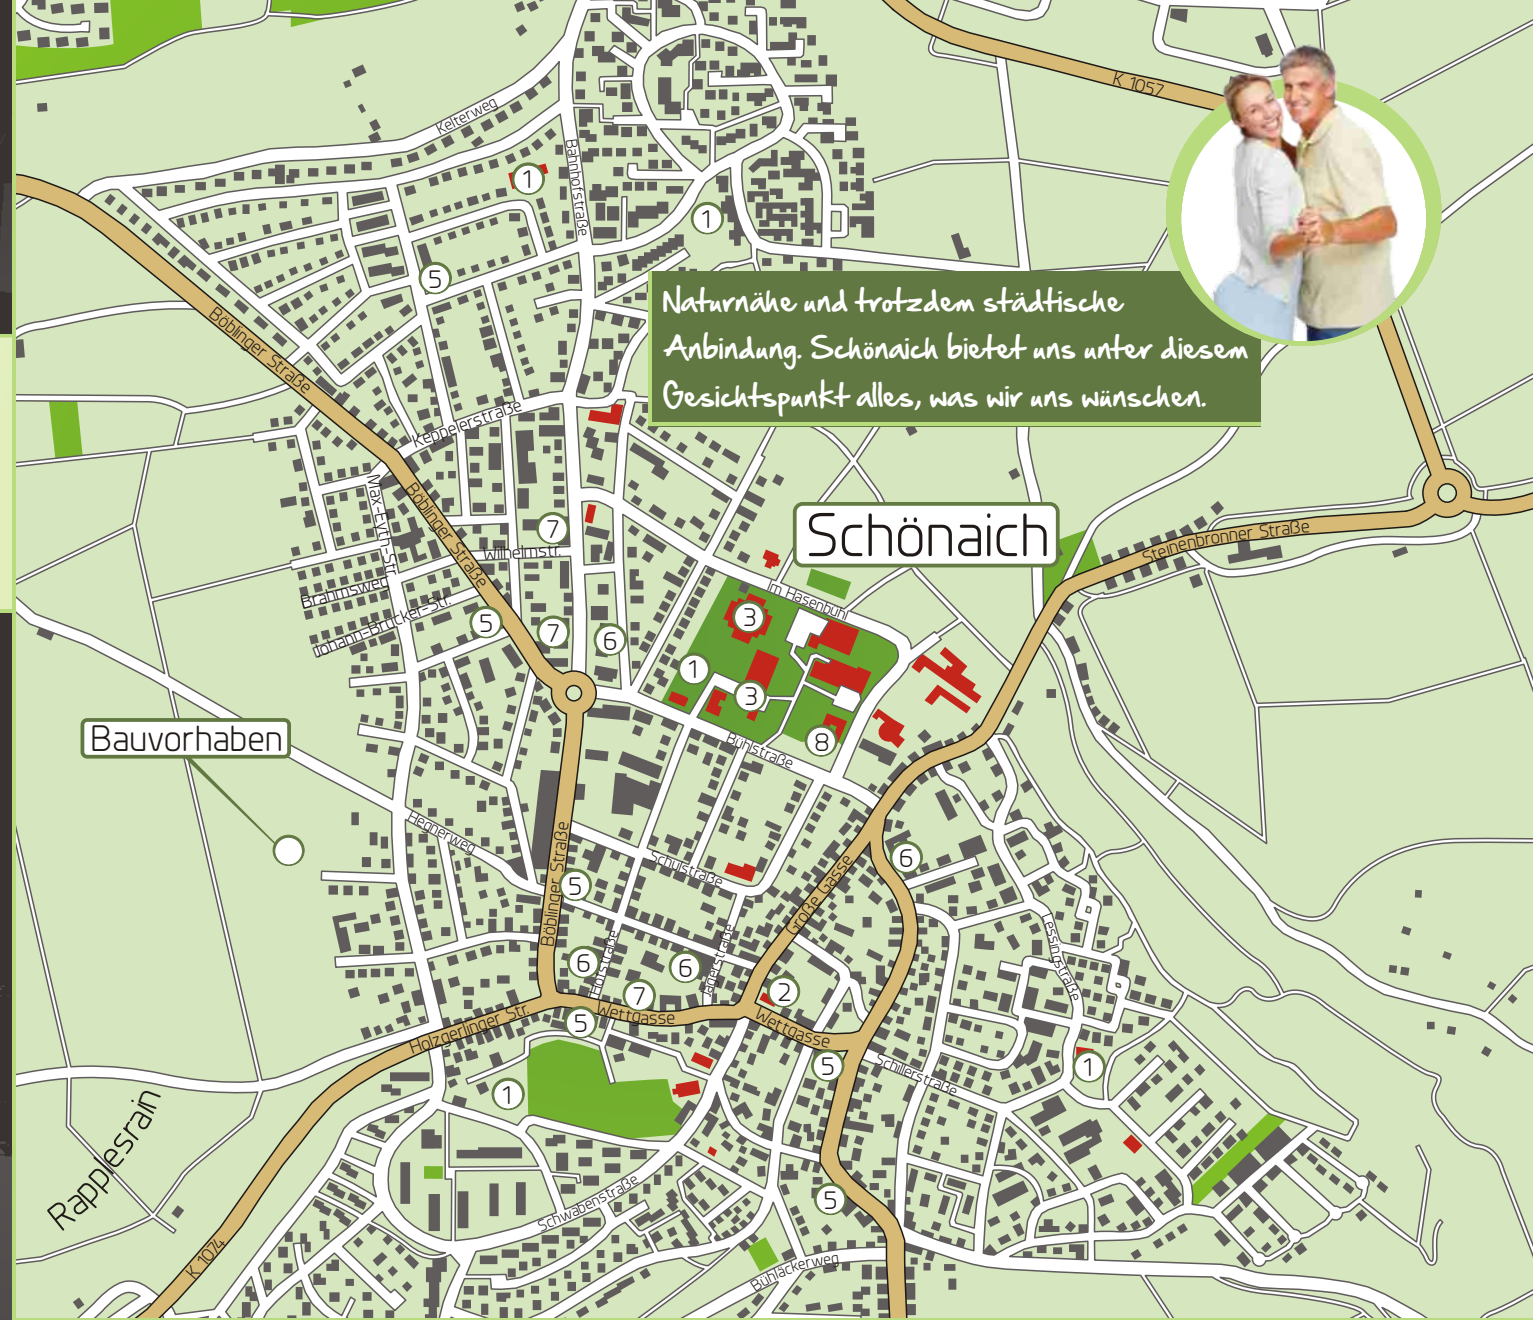 K 1057
Kelterweg
Bahnhofstraße
1
1
5
Naturnähe und trotzdem städtische
Anbindung. Schönaich bietet uns unter diesem
Gesichtspunkt alles, was wir uns wünschen.
Böblinger Straße
Keppelerstraße
Max-Eyth-Str.
Böblinger Straße
7
Wilhelmstr.
Schönaich
Steinenbronner Straße
Brahmsweg
Johann-Brücker-Str.
5
7
6
Im Hasenbühl
3
1
3
8
Bühlstraße
Bauvorhaben
Hegnerweg
Böblinger Straße
Schulstraße
5
Große Gasse
6
Lessingstraße
Hofstraße
Jägerstraße
6
6
7
2
5
Wettgasse
Wettgasse
Holzgerlinger Str.
5
Schillerstraße
1
1
Rapplesrain
Schwabenstraße
5
K 1074
Bühläckerweg